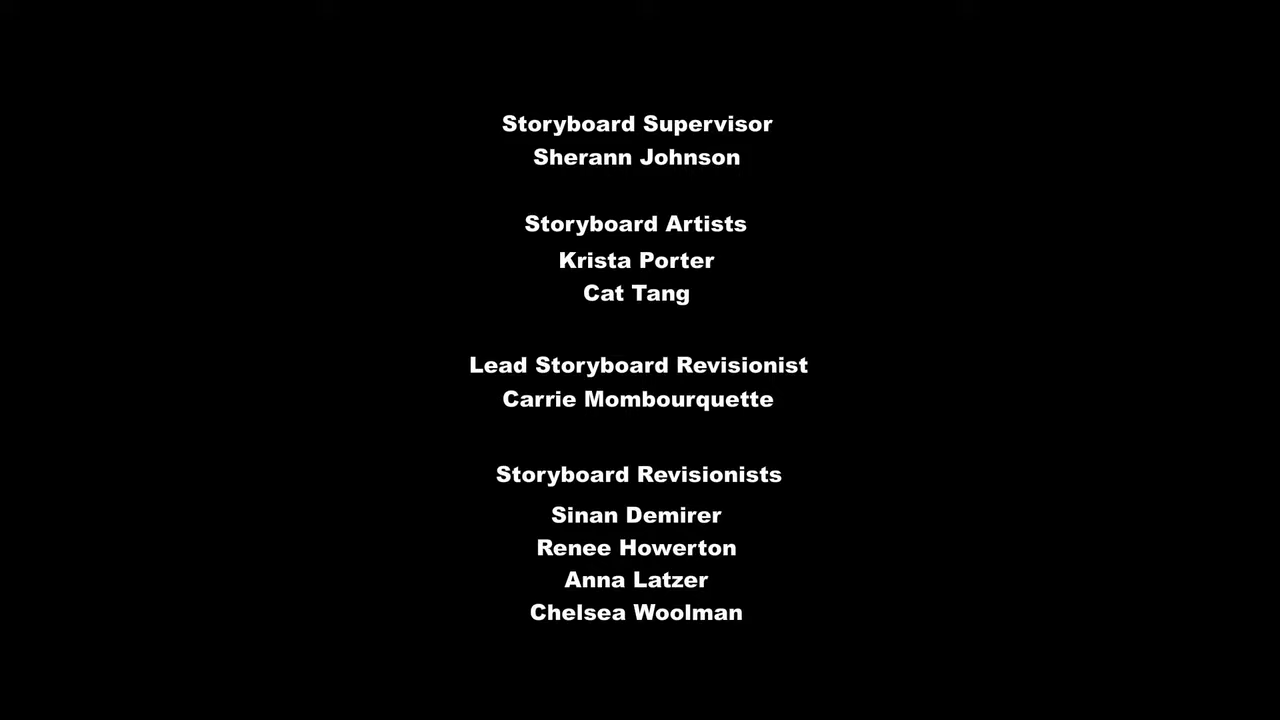 Storyboard Supervisor
Sherann Johnson
Storyboard Artists
Krista Porter
Cat Tang
Lead Storyboard Revisionist
Carrie Mombourquette
Storyboard Revisionists
Sinan Demirer
Renee Howerton
Anna Latzer
Chelsea Woolman